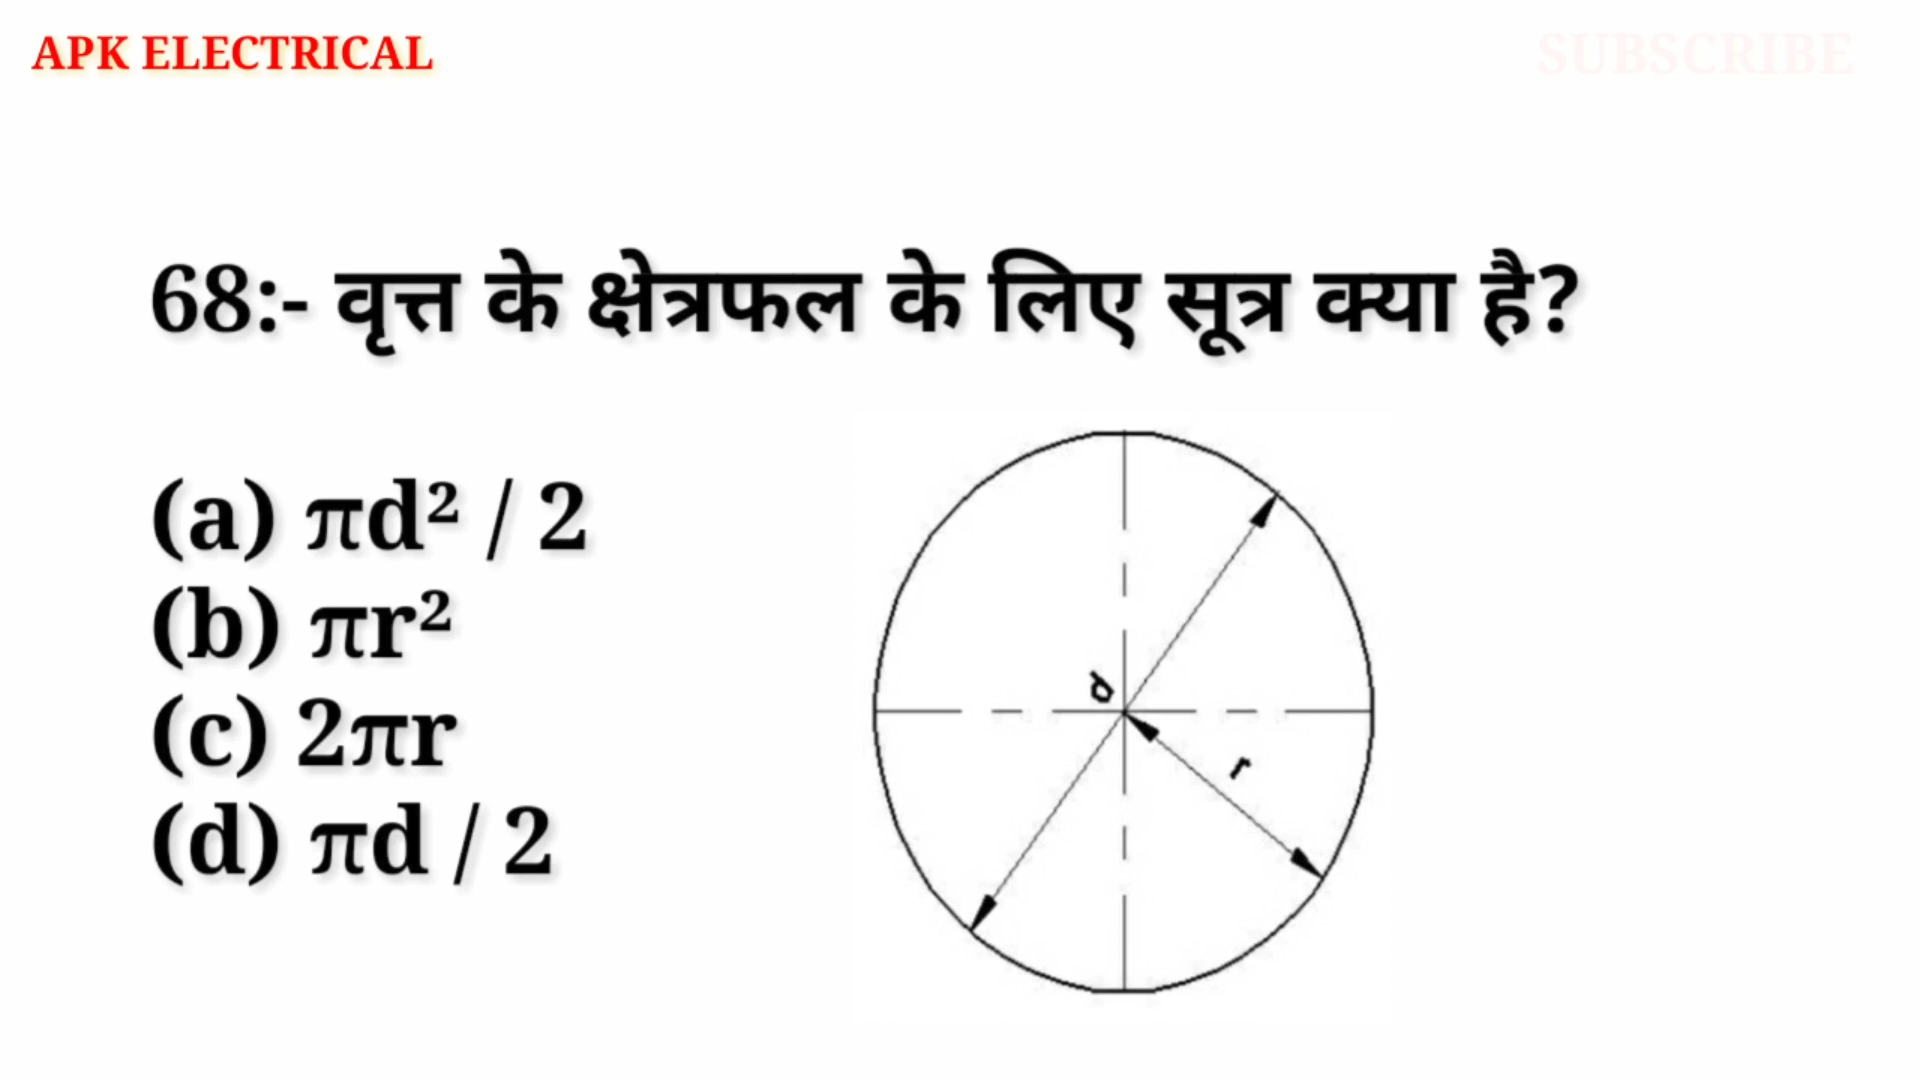 APK ELECTRICAL
SUBSCRIBE
68:- वृत्त के क्षेत्रफल के लिए सूत्र क्या है?
(a) πd² / 2
(b) πr²
(c) 2πr
(d) πd / 2
d
r